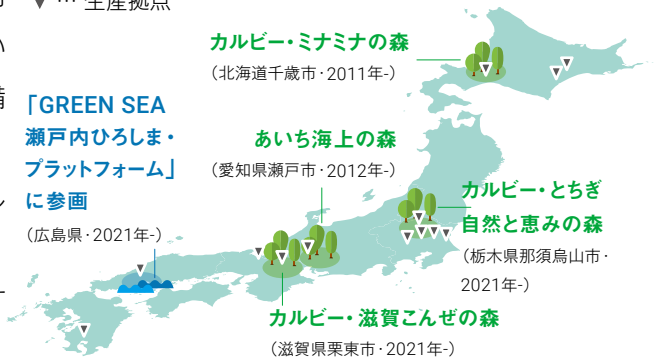 ▼ … 生産拠点
カルビー・ミナミナの森
（北海道千歳市・2011年-）
「GREEN SEA
瀬戸内ひろしま・
プラットフォーム」
に参画
（広島県・2021年-）
あいち海上の森
（愛知県瀬戸市・2012年-）
カルビー・とちぎ
自然と恵みの森
（栃木県那須烏山市・
2021年-）
カルビー・滋賀こんぜの森
（滋賀県栗東市・2021年-）